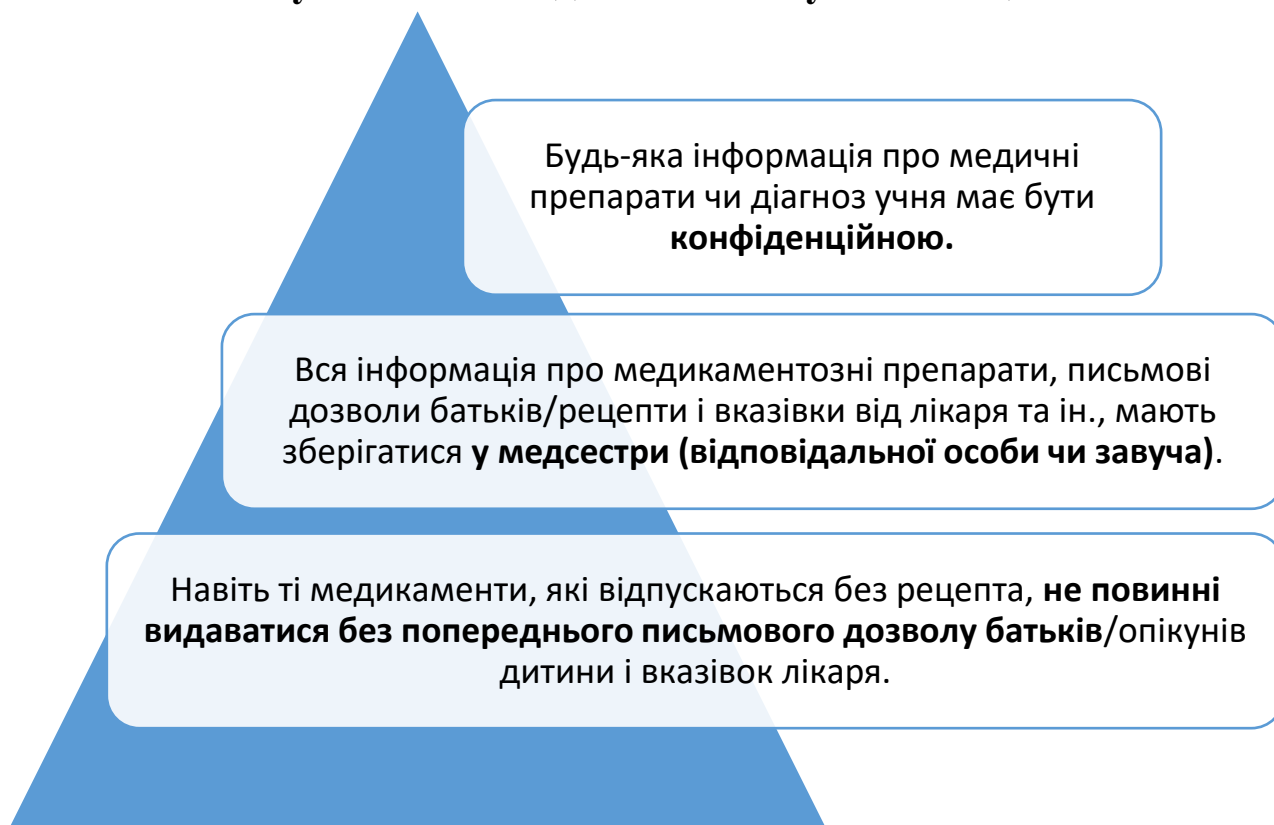 Будь-яка інформація про медичні
препарати чи діагноз учня має бути
конфіденційною.
Вся інформація про медикаментозні препарати, письмові
дозволи батьків/рецепти і вказівки від лікаря та ін., мають
зберігатися у медсестри (відповідальної особи чи завуча).
Навіть ті медикаменти, які відпускаються без рецепта, не повинні
видаватися без попереднього письмового дозволу батьків/опікунів
дитини і вказівок лікаря.